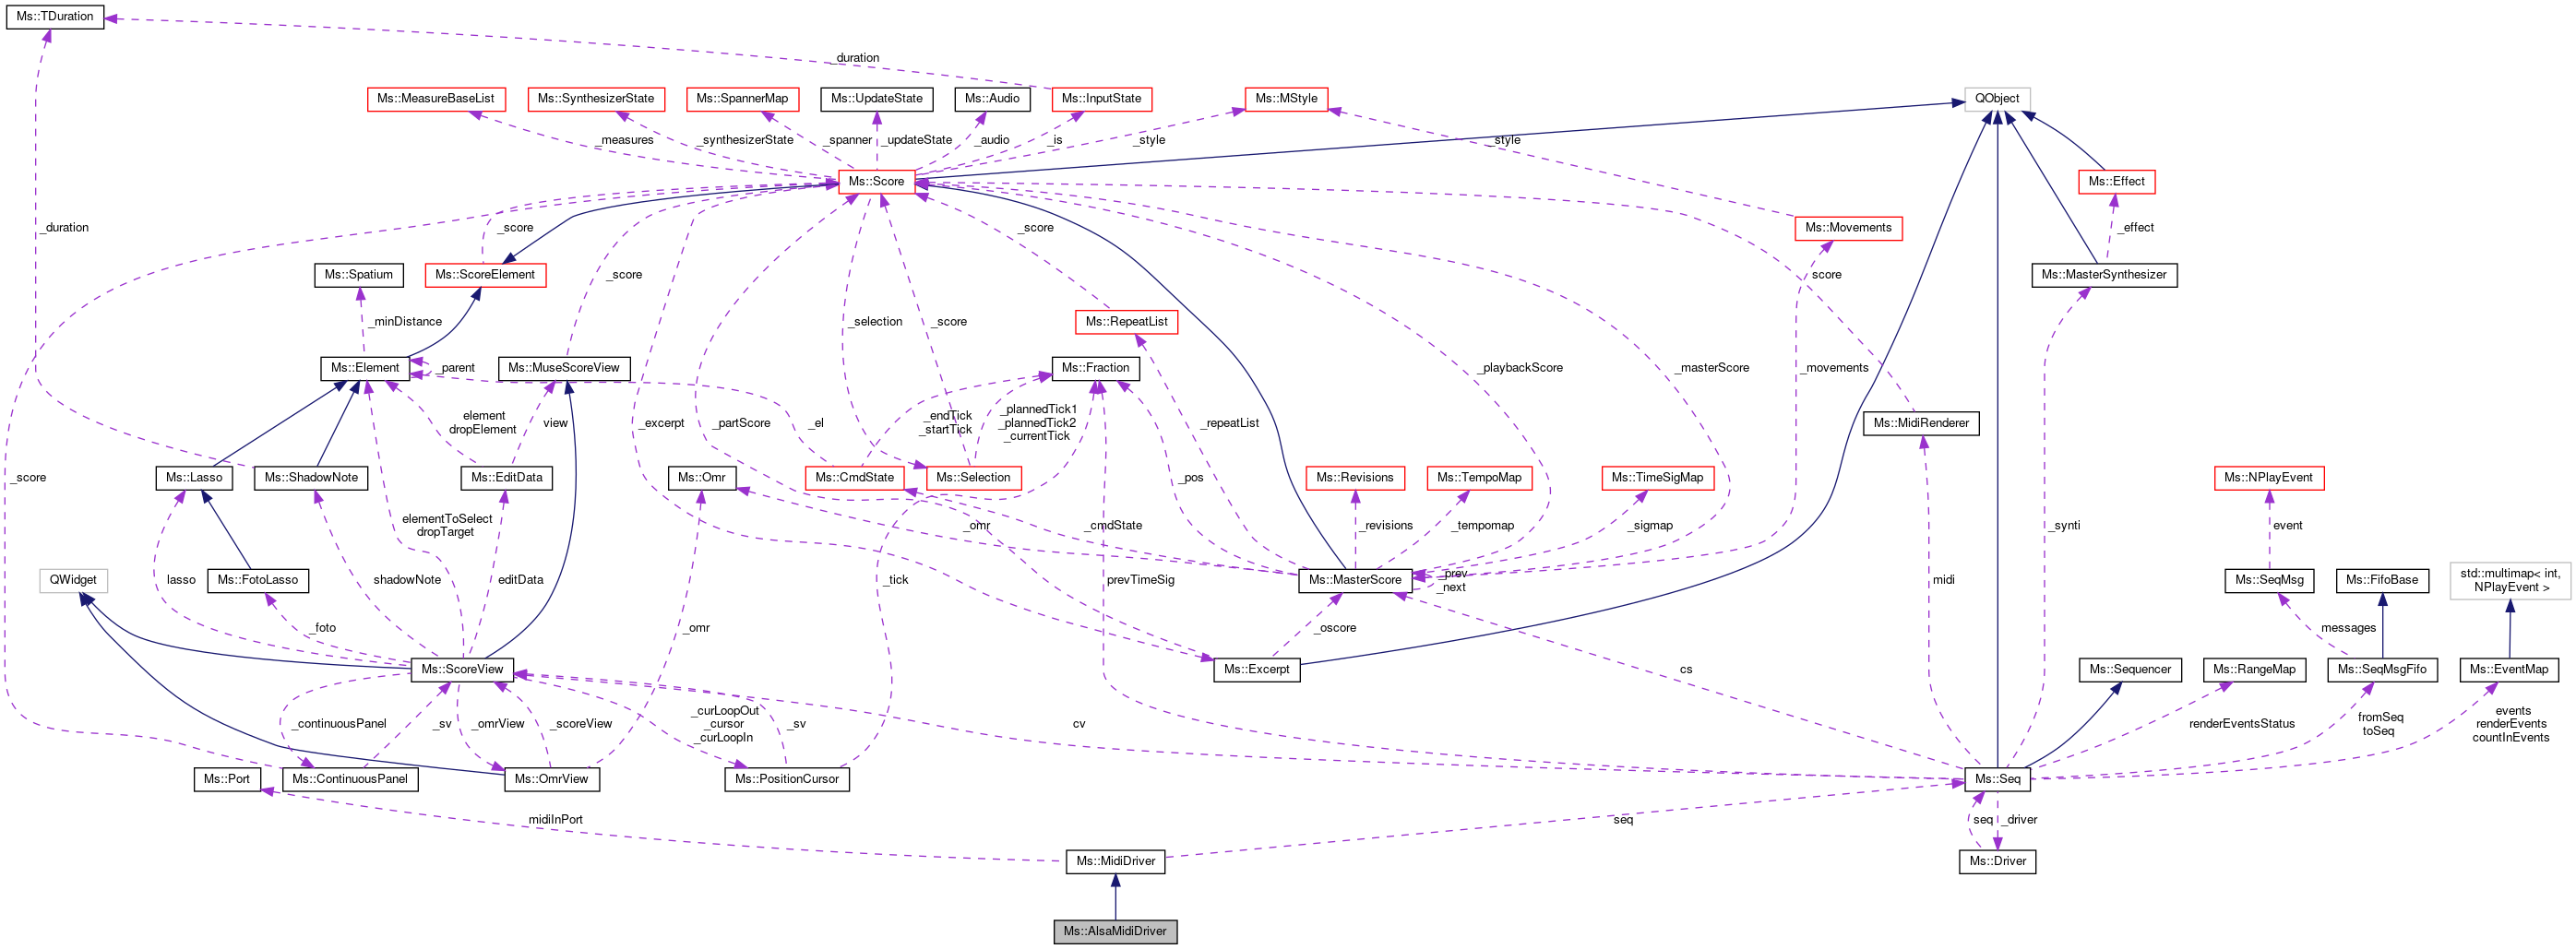 Ms::TDuration
_duration
Ms::MeasureBaseList
Ms::SynthesizerState
Ms::SpannerMap
Ms::UpdateState
Ms::Audio
Ms::InputState
Ms::MStyle
QObject
_measures
_synthesizerState
_spanner
_updateState
_audio
_is
_style
_style
Ms::Score
Ms::Effect
_duration
_score
_score
Ms::Movements
_effect
Ms::Spatium
Ms::ScoreElement
_score
score
Ms::MasterSynthesizer
_minDistance
_selection
_score
Ms::RepeatList
Ms::Element
_parent
Ms::MuseScoreView
Ms::Fraction
_playbackScore
_masterScore
_movements
element
dropElement
view
_excerpt
_partScore
_el
_endTick
_startTick
_plannedTick1
_plannedTick2
_currentTick
_repeatList
Ms::MidiRenderer
_score
Ms::Lasso
Ms::ShadowNote
Ms::EditData
Ms::Omr
Ms::CmdState
Ms::Selection
_pos
Ms::Revisions
Ms::TempoMap
Ms::TimeSigMap
Ms::NPlayEvent
elementToSelect
dropTarget
_omr
_cmdState
_revisions
_tempomap
_sigmap
_synti
event
QWidget
lasso
Ms::FotoLasso
shadowNote
editData
_tick
prevTimeSig
Ms::MasterScore
_prev
_next
midi
Ms::SeqMsg
Ms::FifoBase
std::multimap< int,
NPlayEvent >
_foto
_omr
_oscore
messages
Ms::ScoreView
Ms::Excerpt
cs
Ms::Sequencer
Ms::RangeMap
Ms::SeqMsgFifo
Ms::EventMap
_continuousPanel
_sv
_omrView
_scoreView
_curLoopOut
_cursor
_curLoopIn
_sv
cv
renderEventsStatus
fromSeq
toSeq
events
renderEvents
countInEvents
Ms::Port
Ms::ContinuousPanel
Ms::OmrView
Ms::PositionCursor
Ms::Seq
midiInPort
seq
seq
_driver
Ms::MidiDriver
Ms::Driver
Ms::AlsaMidiDriver